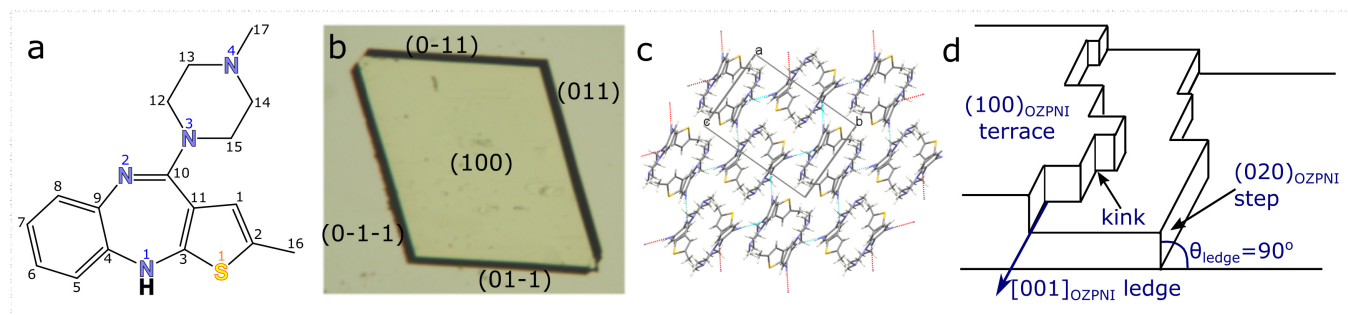 a
17
4
N
13
14
12
3
N
15
2
N
10
8
9
11
1
7
2
16
6
4
1
N
3
S
1
5
H
b
(0-11)
(011)
(100)
(0-1-1)
(01-1)
c
a
c
b
d
(100)OZPNI
terrace
(020)OZPNI
step
kink
θledge=90°
[001]OZPNI ledge